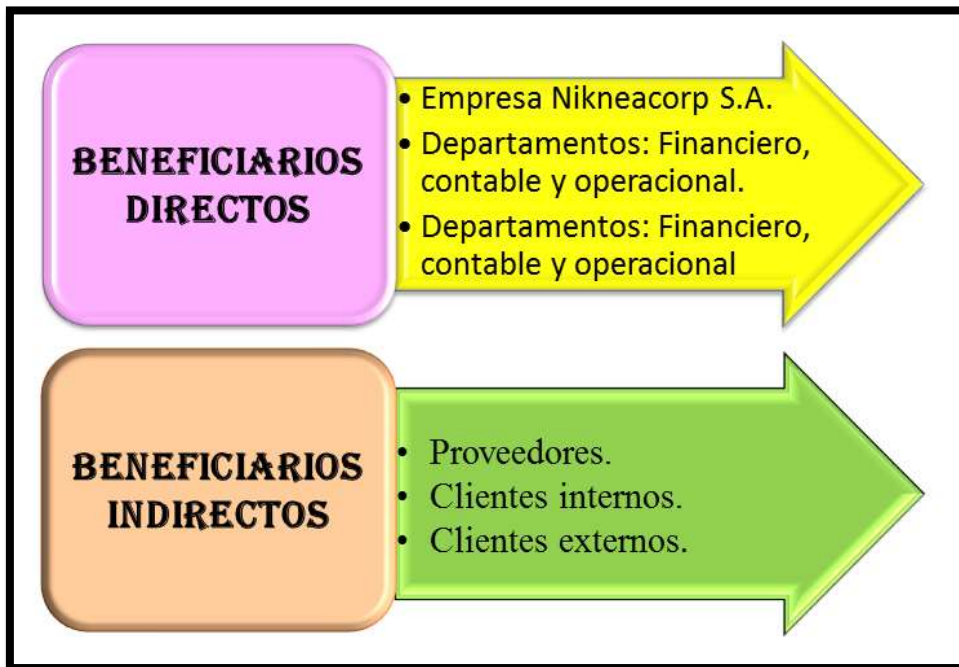 BENEFICIARIOS
DIRECTOS
• Empresa Nikneacorp S.A.
• Departamentos: Financiero,
contable y operacional.
• Departamentos: Financiero,
contable y operacional
BENEFICIARIOS
INDIRECTOS
• Proveedores.
• Clientes internos.
• Clientes externos.